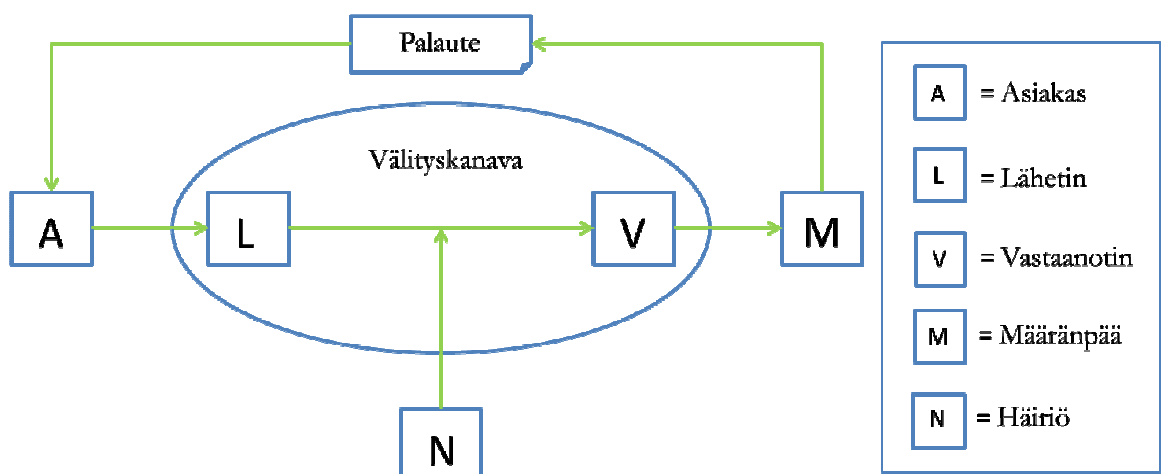 Palaute
Välityskanava
A
L
V
M
N
A = Asiakas
L = Lähetin
V = Vastaanotin
M = Määränpää
N = Häiriö